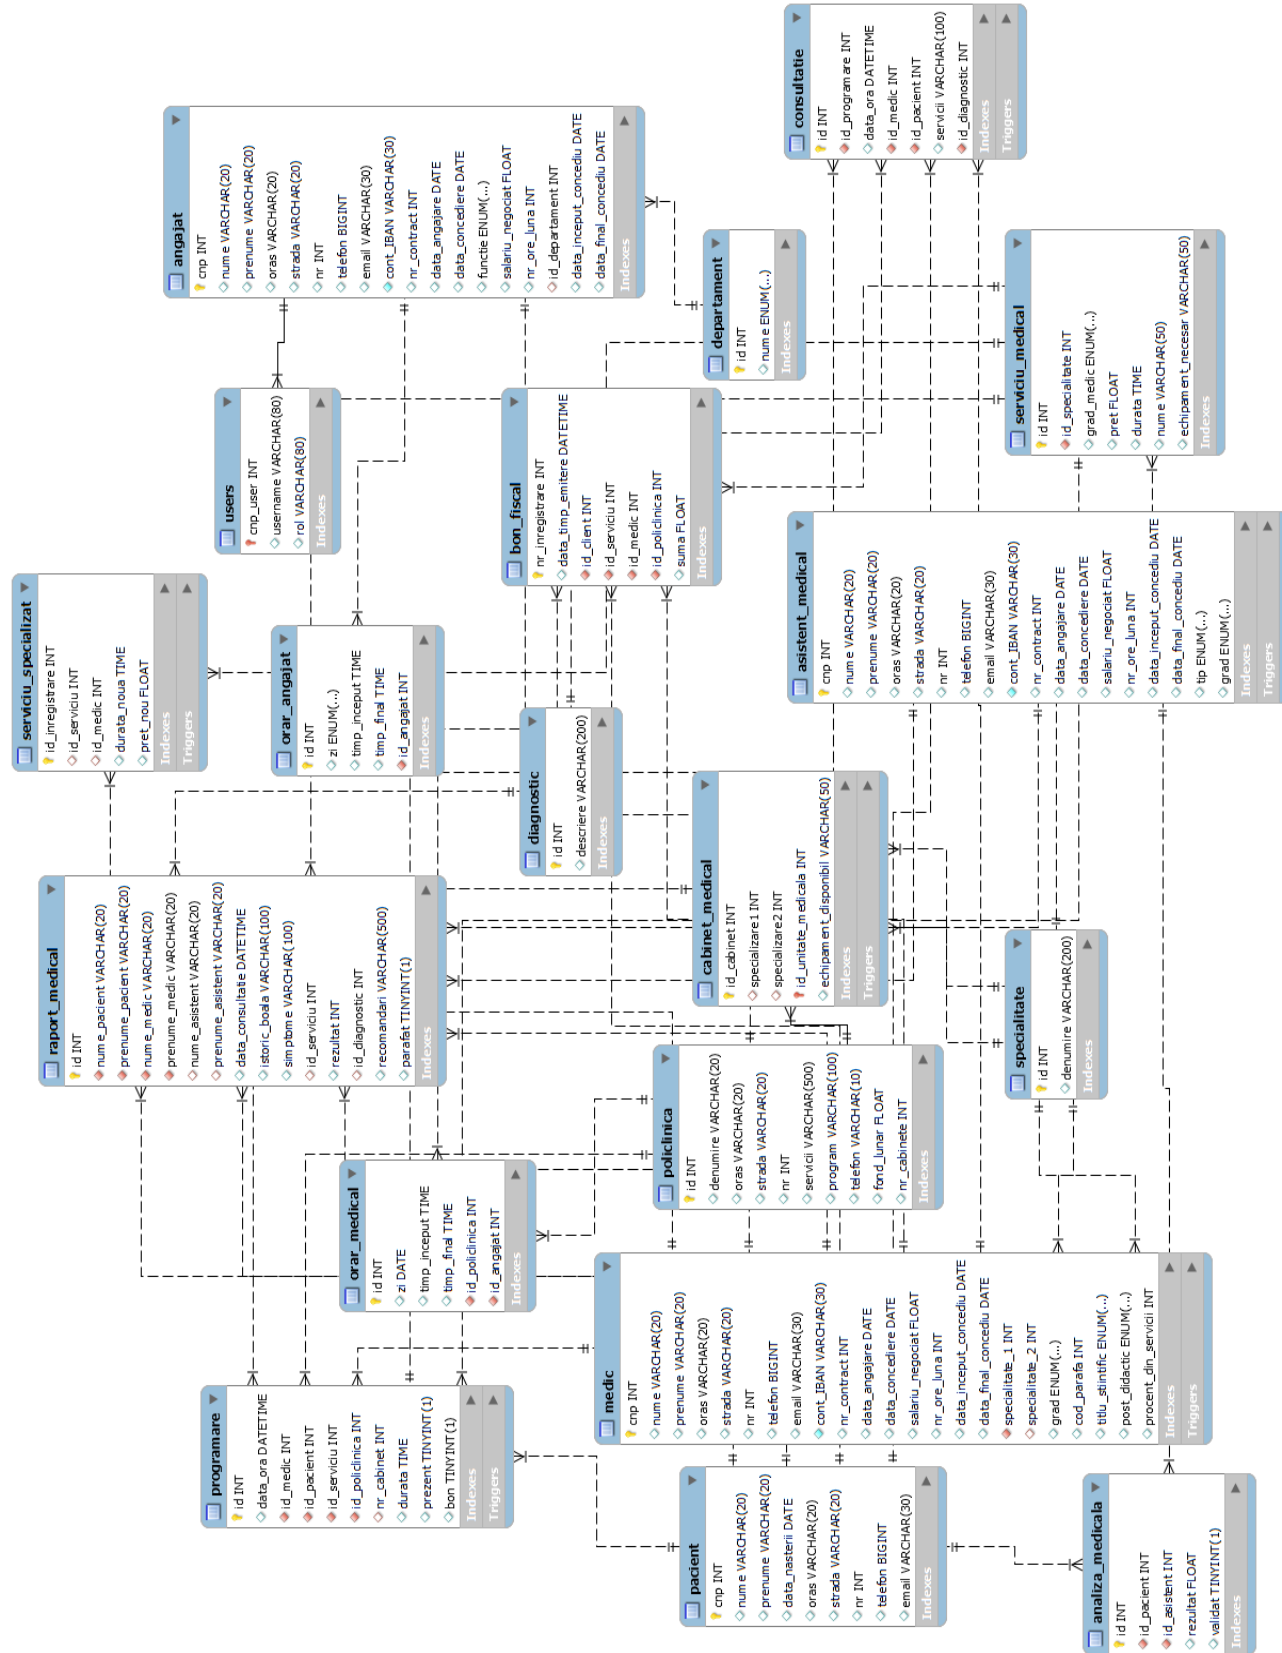 serviciu_specializat
id_inregistrare INT
id_serviciu INT
id_medic INT
durata_noua TIME
pret_nou FLOAT
Indexes
Triggers
users
cnp_user INT
username VARCHAR(80)
rol VARCHAR(80)
Indexes
angajat
cnp INT
nume VARCHAR(20)
prenume VARCHAR(20)
oras VARCHAR(20)
strada VARCHAR(20)
nr INT
telefon BIGINT
email VARCHAR(30)
cont_IBAN VARCHAR(30)
nr_contract INT
data_angajare DATE
data_concediere DATE
functie ENUM(...)
salariu_negociat FLOAT
nr_ore_luna INT
id_departament INT
data_inceput_concediu DATE
data_final_concediu DATE
Indexes
raport_medical
id INT
nume_pacient VARCHAR(20)
prenume_pacient VARCHAR(20)
nume_medic VARCHAR(20)
prenume_medic VARCHAR(20)
nume_asistent VARCHAR(20)
prenume_asistent VARCHAR(20)
data_consultatie DATETIME
istoric_boala VARCHAR(100)
simptome VARCHAR(100)
id_serviciu INT
rezultat INT
id_diagnostic INT
recomandari VARCHAR(500)
parafat TINYINT(1)
Indexes
orar_angajat
id INT
zi ENUM(...)
timp_inceput TIME
timp_final TIME
id_angajat INT
Indexes
programare
id INT
data_ora DATETIME
id_medic INT
id_pacient INT
id_serviciu INT
id_policlinica INT
nr_cabinet INT
durata TIME
prezent TINYINT(1)
bon TINYINT(1)
Indexes
Triggers
orar_medical
id INT
zi DATE
timp_inceput TIME
timp_final TIME
id_policlinica INT
id_angajat INT
Indexes
diagnostic
id INT
descriere VARCHAR(200)
Indexes
bon_fiscal
nr_inregistrare INT
data_timp_emitere DATETIME
id_client INT
id_serviciu INT
id_medic INT
id_policlinica INT
suma FLOAT
Indexes
departament
id INT
nume ENUM(...)
Indexes
consultatie
id INT
id_programare INT
data_ora DATETIME
id_medic INT
id_pacient INT
servicii VARCHAR(100)
id_diagnostic INT
Indexes
Triggers
policlinica
id INT
denumire VARCHAR(20)
oras VARCHAR(20)
strada VARCHAR(20)
nr INT
servicii VARCHAR(500)
program VARCHAR(100)
telefon VARCHAR(10)
fond_lunar FLOAT
nr_cabinete INT
Indexes
cabinet_medical
id_cabinet INT
specializare1 INT
specializare2 INT
id_unitate_medicala INT
echipament_disponibil VARCHAR(50)
Indexes
Triggers
medic
cnp INT
nume VARCHAR(20)
prenume VARCHAR(20)
oras VARCHAR(20)
strada VARCHAR(20)
nr INT
telefon BIGINT
email VARCHAR(30)
cont_IBAN VARCHAR(30)
nr_contract INT
data_angajare DATE
data_concediere DATE
salariu_negociat FLOAT
nr_ore_luna INT
data_inceput_concediu DATE
data_final_concediu DATE
specialitate_1 INT
specialitate_2 INT
grad ENUM(...)
cod_parafa INT
titlu_stiintific ENUM(...)
post_didactic ENUM(...)
procent_din_servicii INT
Indexes
Triggers
pacient
cnp INT
nume VARCHAR(20)
prenume VARCHAR(20)
data_nasterii DATE
oras VARCHAR(20)
strada VARCHAR(20)
nr INT
telefon BIGINT
email VARCHAR(30)
Indexes
asistent_medical
cnp INT
nume VARCHAR(20)
prenume VARCHAR(20)
oras VARCHAR(20)
strada VARCHAR(20)
nr INT
telefon BIGINT
email VARCHAR(30)
cont_IBAN VARCHAR(30)
nr_contract INT
data_angajare DATE
data_concediere DATE
salariu_negociat FLOAT
nr_ore_luna INT
data_inceput_concediu DATE
data_final_concediu DATE
tip ENUM(...)
grad ENUM(...)
Indexes
Triggers
serviciu_medical
id INT
id_specialitate INT
grad_medic ENUM(...)
pret FLOAT
durata TIME
nume VARCHAR(50)
echipament_necesar VARCHAR(50)
Indexes
specialitate
id INT
denumire VARCHAR(200)
Indexes
analiza_medicala
id INT
id_pacient INT
id_asistent INT
rezultat FLOAT
validat TINYINT(1)
Indexes